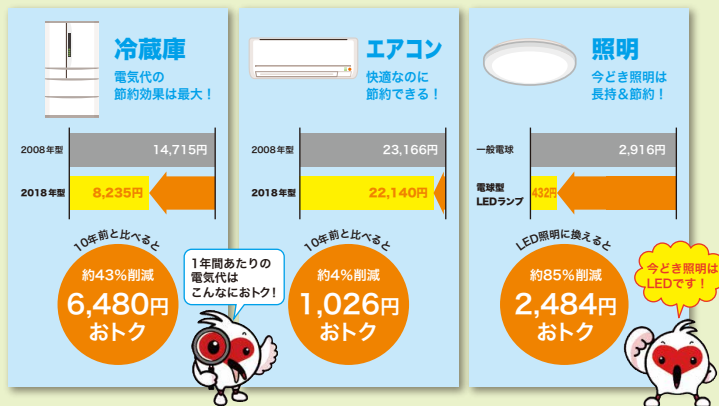 冷蔵庫
電気代の
節約効果は最大！
2008年型
14,715円
2018年型
8,235円
10年前と比べると
約43%削減
6,480円
おトク
1年間あたりの
電気代は
こんなにおトク！
エアコン
快適なのに
節約できる！
2008年型
23,166円
2018年型
22,140円
10年前と比べると
約4%削減
1,026円
おトク
照明
今どき照明は
長持&節約！
一般電球
2,916円
電球型
LEDランプ
432円
LED照明に換えると
約85%削減
2,484円
おトク
今どき照明は
LEDです！